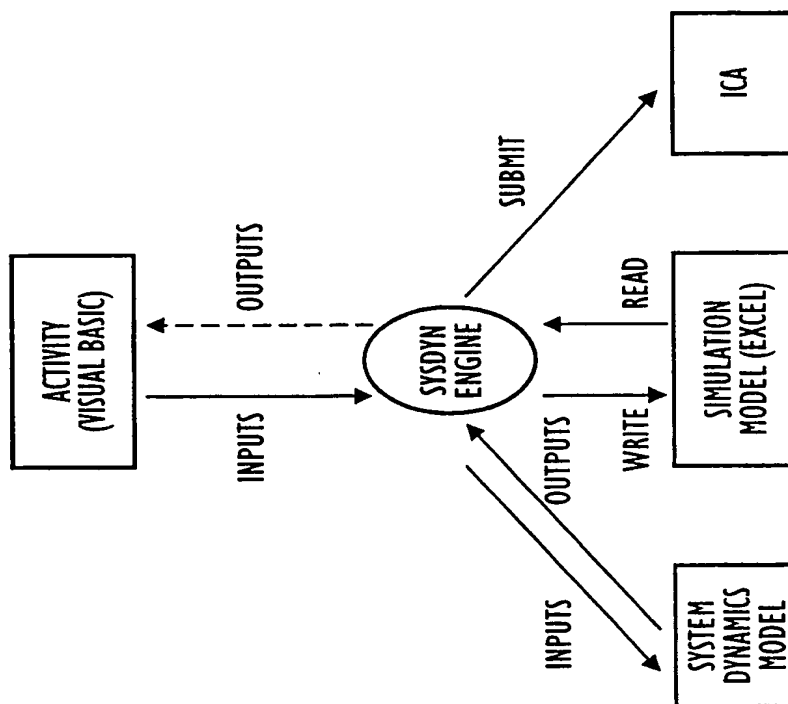 ACTIVITY
(VISUAL BASIC)
INPUTS
OUTPUTS
SYSDYN
ENGINE
SUBMIT
INPUTS
OUTPUTS
WRITE
READ
SYSTEM
DYNAMICS
MODEL
SIMULATION
MODEL (EXCEL)
ICA